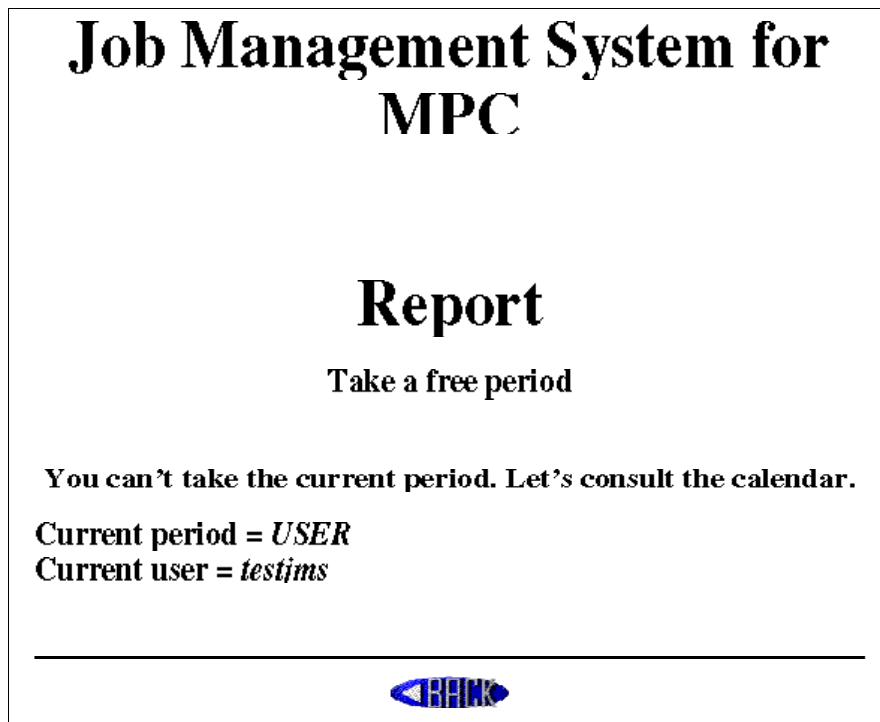 Job Management System for
MPC
Report
Take a free period
You can't take the current period. Let's consult the calendar.
Current period = USER
Current user = testjms
BACK